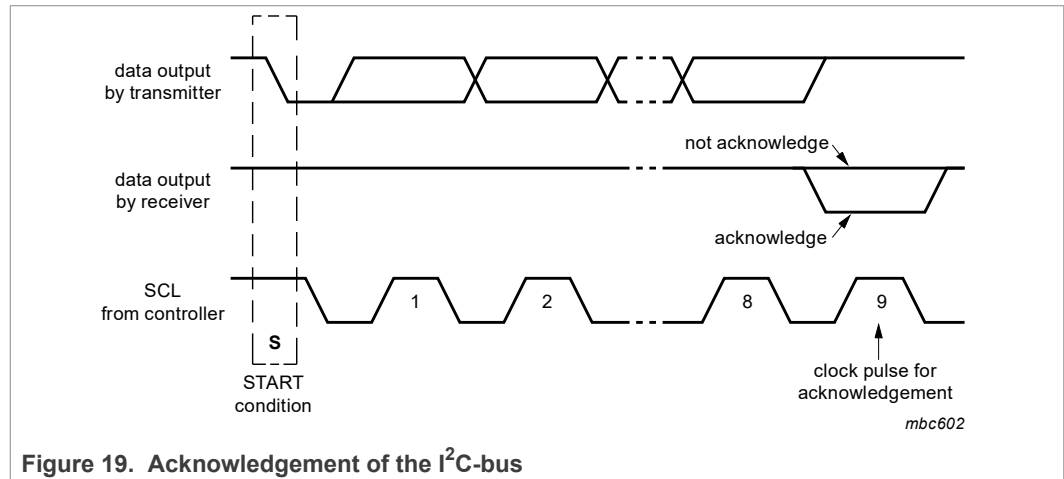 data output
by transmitter
not acknowledge
data output
by receiver
acknowledge
SCL
from controller
1
2
8
9
S
START
condition
clock pulse for
acknowledgement
mbc602
Figure 19. Acknowledgement of the I²C-bus